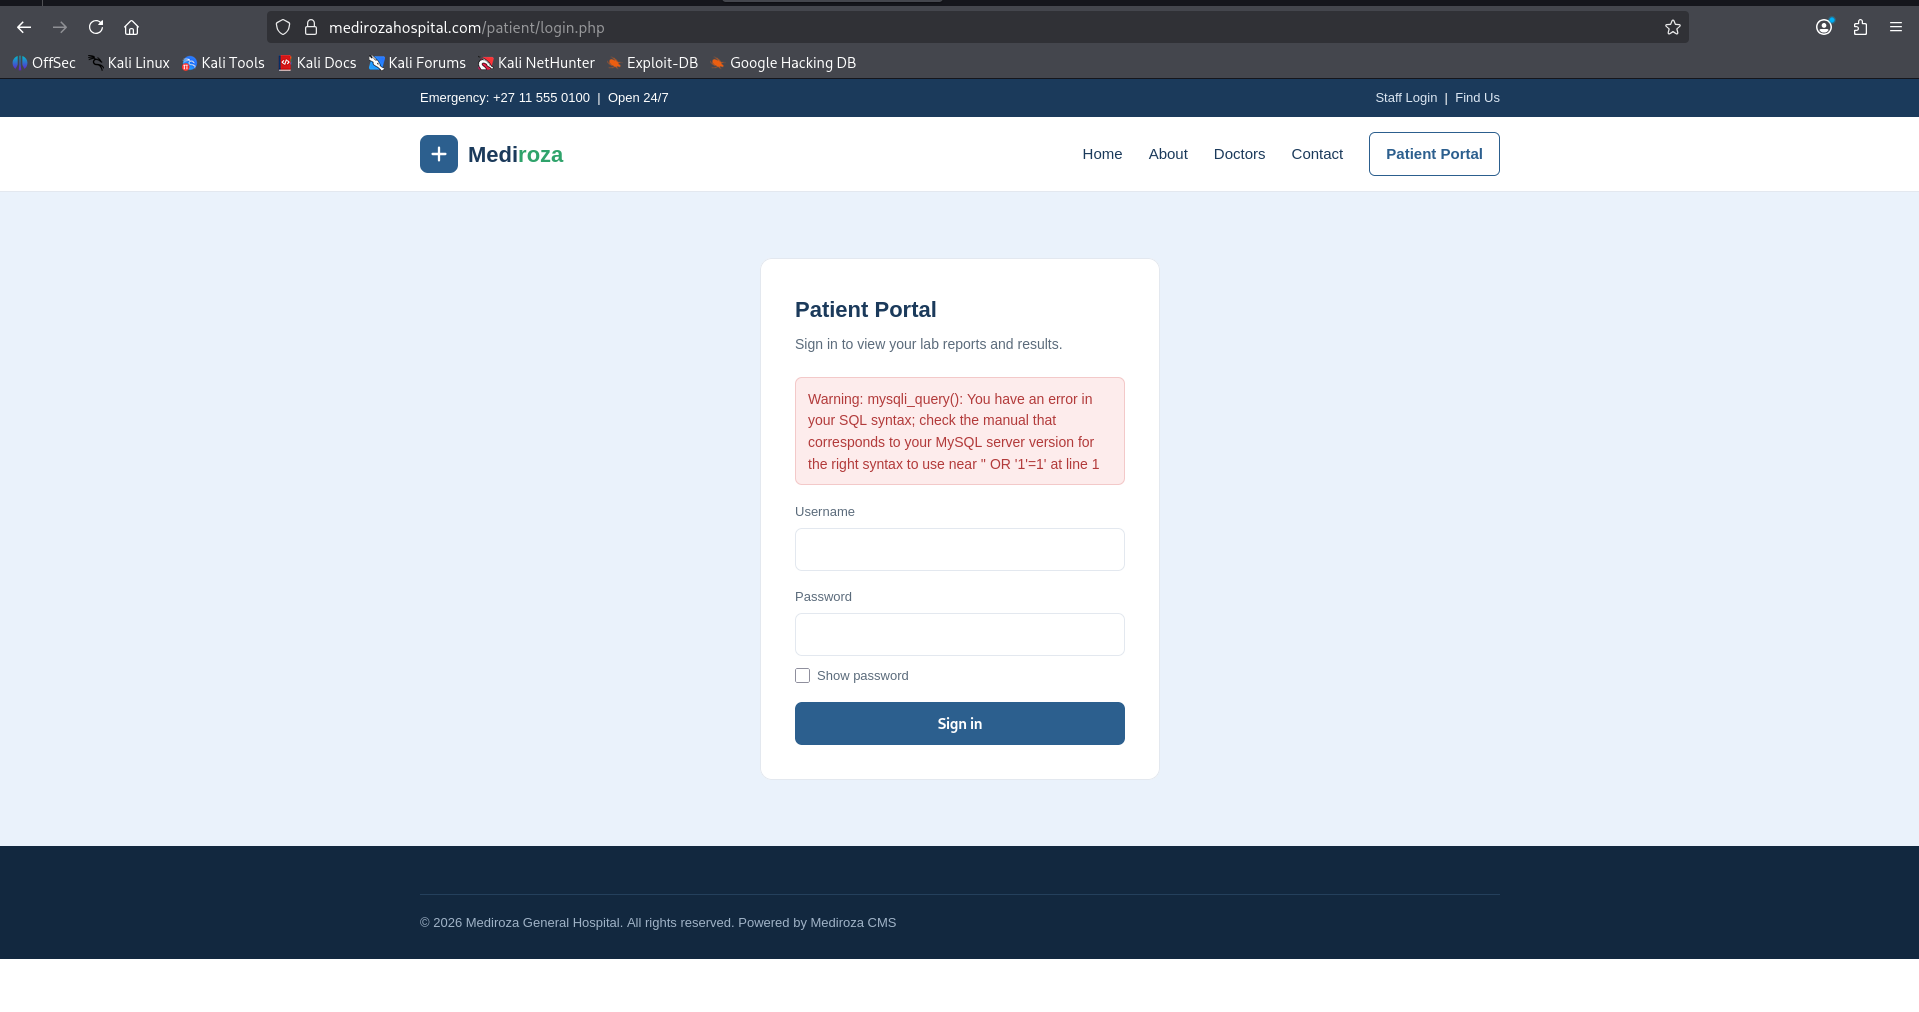 medirozahospital.com/patient/login.php
OffSec Kali Linux Kali Tools Kali Docs Kali Forums Kali NetHunter Exploit-DB Google Hacking DB
Emergency: +27 11 555 0100 | Open 24/7 Staff Login | Find Us
Mediroza Home About Doctors Contact Patient Portal
Patient Portal
Sign in to view your lab reports and results.
Warning: mysqli_query(): You have an error in
your SQL syntax; check the manual that
corresponds to your MySQL server version for
the right syntax to use near '' OR '1'=1' at line 1
Username
Password
Show password
Sign in
© 2026 Mediroza General Hospital. All rights reserved. Powered by Mediroza CMS